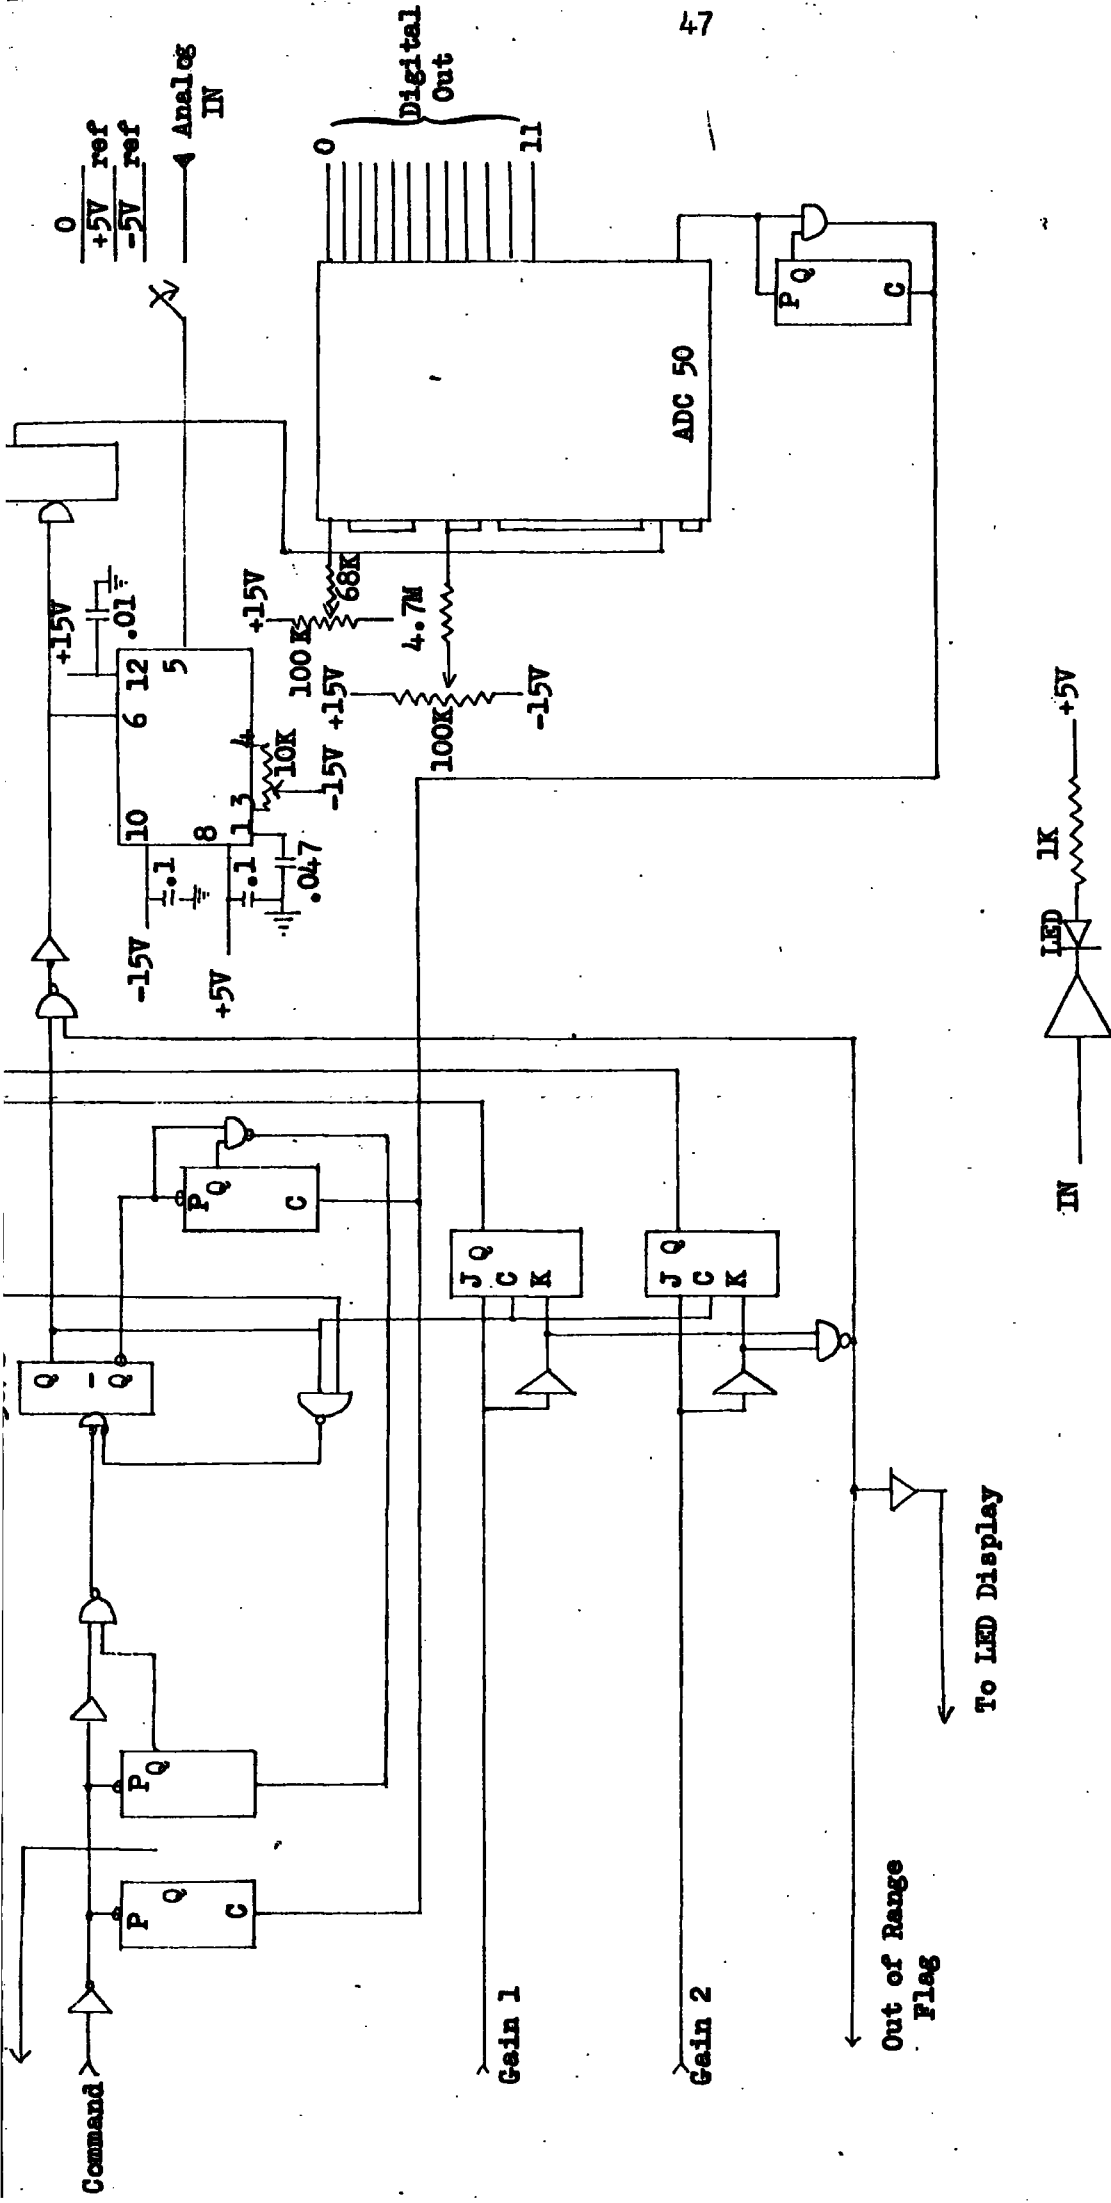 47
0
+5V ref
-5V ref
Analog
IN
0
Digital
Out
11
ADC 50
P
Q
C
+15V
.01
6
12
5
10
8
4
3
1
10K
-15V
.1
-15V
.1
+5V
.047
+15V
68K
100K
+15V
4.7M
100K
-15V
Q
Q
P
Q
C
J
Q
C
K
J
Q
C
K
P
Q
P
Q
C
Command
Gain 1
Gain 2
Out of Range
Flag
To LED Display
IN
LED
1K
+5V